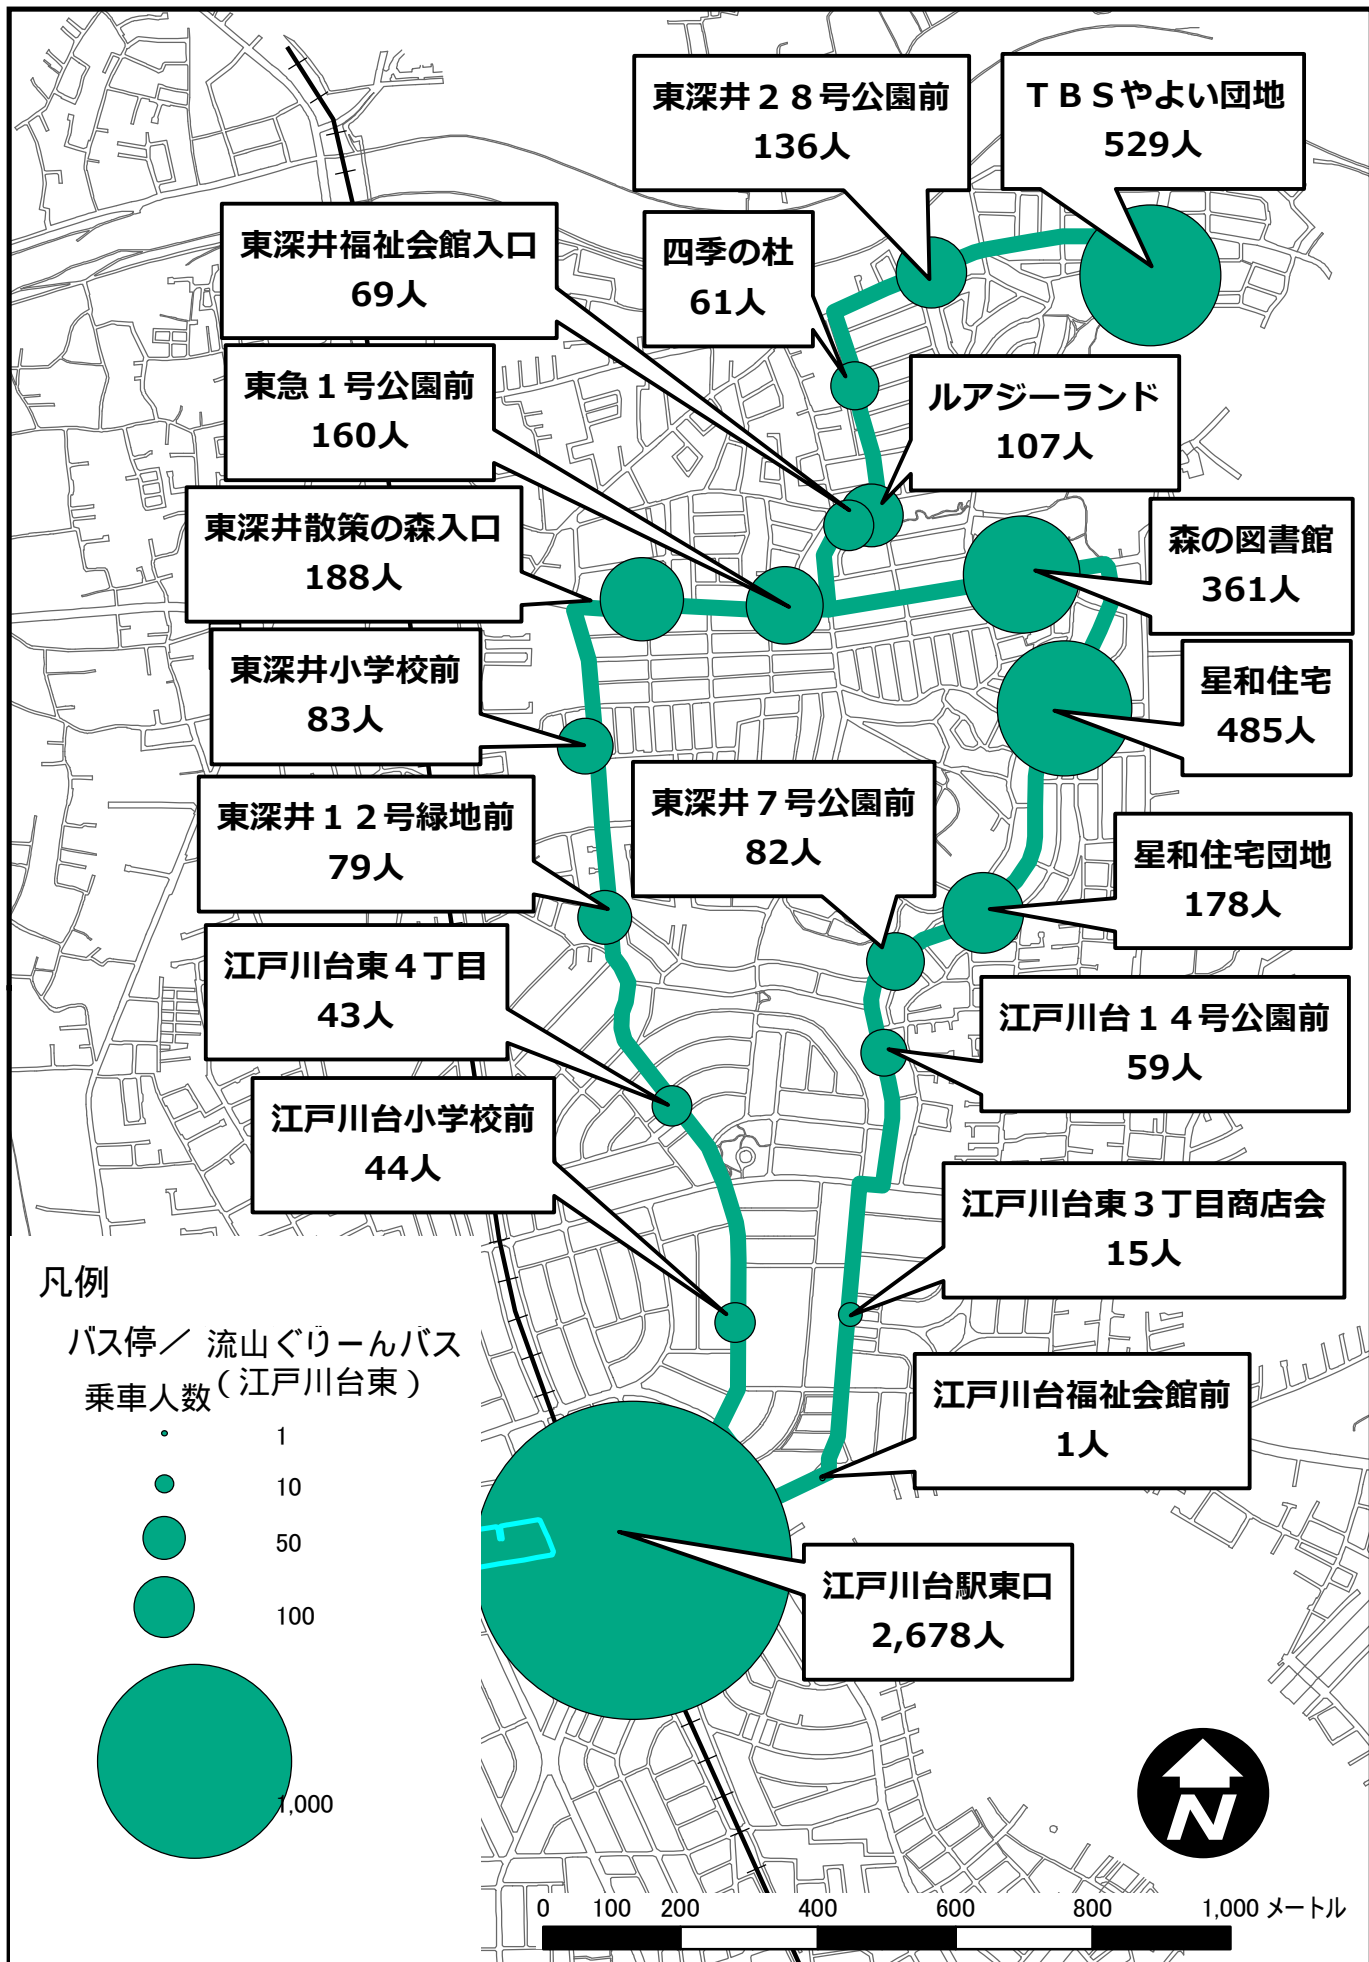 東深井２８号公園前
136人
ＴＢＳやよい団地
529人
東深井福祉会館入口
69人
四季の杜
61人
東急１号公園前
160人
ルアジーランド
107人
東深井散策の森入口
188人
森の図書館
361人
東深井小学校前
83人
星和住宅
485人
東深井１２号緑地前
79人
東深井７号公園前
82人
星和住宅団地
178人
江戸川台東４丁目
43人
江戸川台１４号公園前
59人
江戸川台小学校前
44人
江戸川台東３丁目商店会
15人
江戸川台福祉会館前
1人
江戸川台駅東口
2,678人
凡例
バス停／ 流山ぐりーんバス
乗車人数（江戸川台東）
1
10
50
100
1,000
N
0 100 200 400 600 800 1,000 メートル